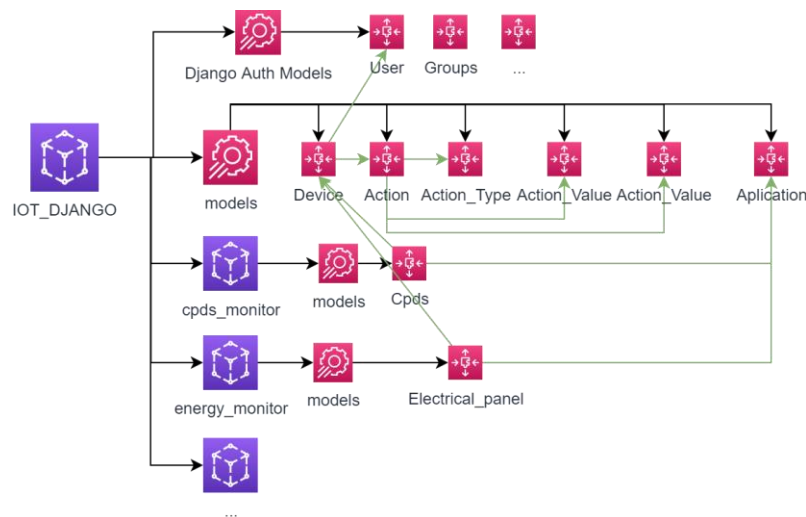 Django Auth Models
User
Groups
...
IOT_DJANGO
models
Device
Action
Action_Type
Action_Value
Action_Value
Aplication
cpds_monitor
models
Cpds
energy_monitor
models
Electrical_panel
...